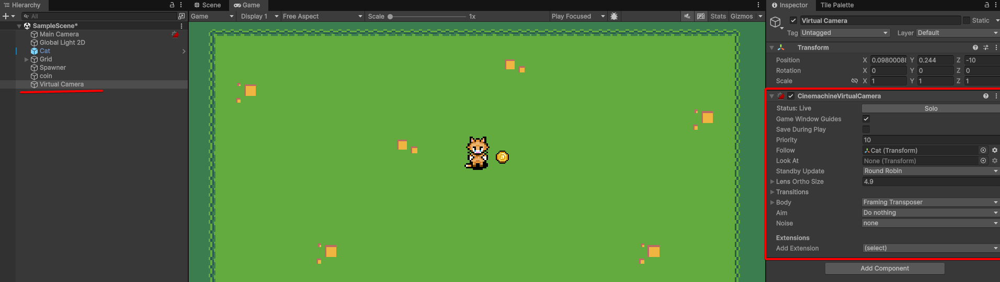 Hierarchy
All
SampleScene*
Main Camera
Global Light 2D
Cat
Grid
Spawner
coin
Virtual Camera
Scene Game
Game Display 1 Free Aspect Scale 1x Play Focused Stats Gizmos
Inspector Tile Palette
Virtual Camera Static
Tag Untagged Layer Default
Transform
Position X 0.0980008 Y 0.244 Z -10
Rotation X 0 Y 0 Z 0
Scale X 1 Y 1 Z 1
CinemachineVirtualCamera
Status: Live Solo
Game Window Guides
Save During Play
Priority 10
Follow Cat (Transform)
Look At None (Transform)
Standby Update Round Robin
Lens Ortho Size 4.9
Transitions
Body Framing Transposer
Aim Do nothing
Noise none
Extensions
Add Extension (select)
Add Component